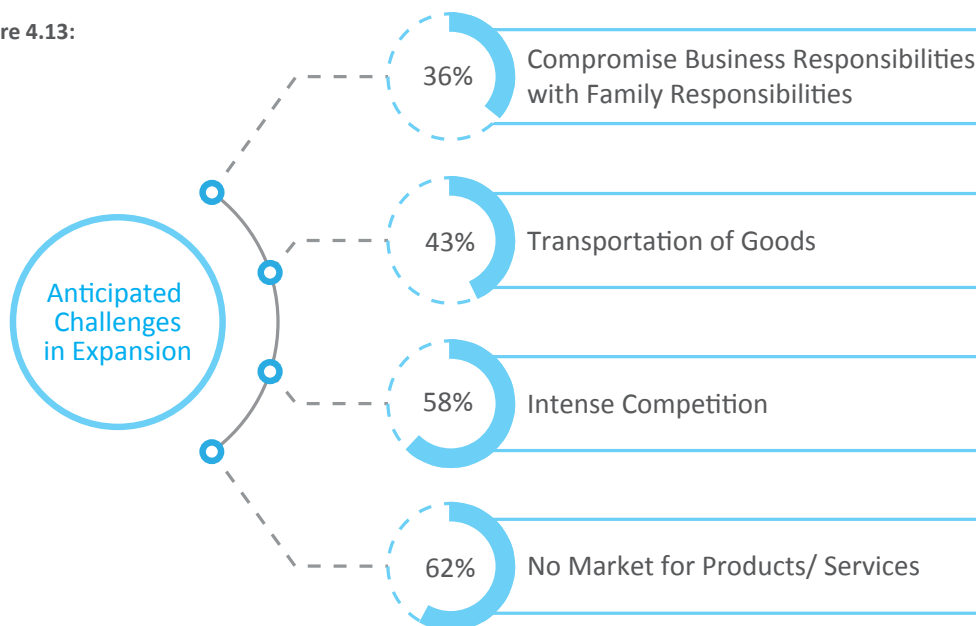 re 4.13:
36%
Compromise Business Responsibilities
with Family Responsibilities
43%
Transportation of Goods
Anticipated
Challenges
in Expansion
58%
Intense Competition
62%
No Market for Products/ Services